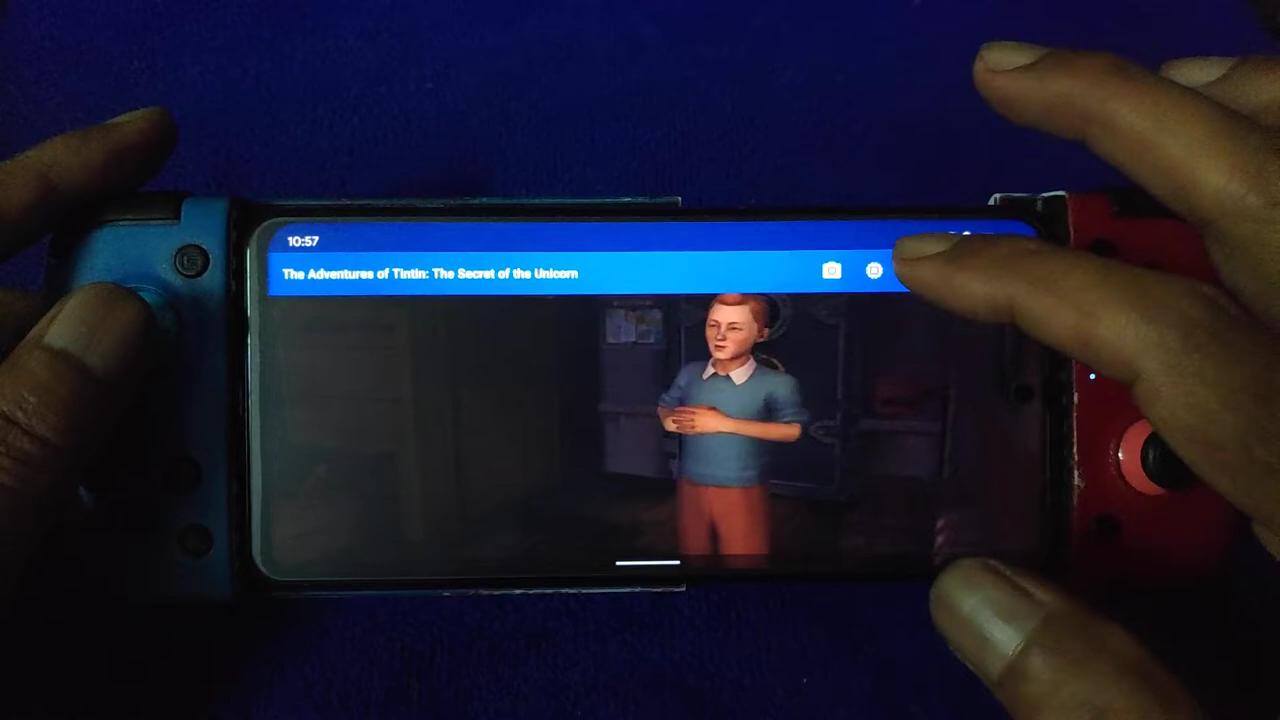 10:57
The Adventures of Tintin: The Secret of the Unicorn